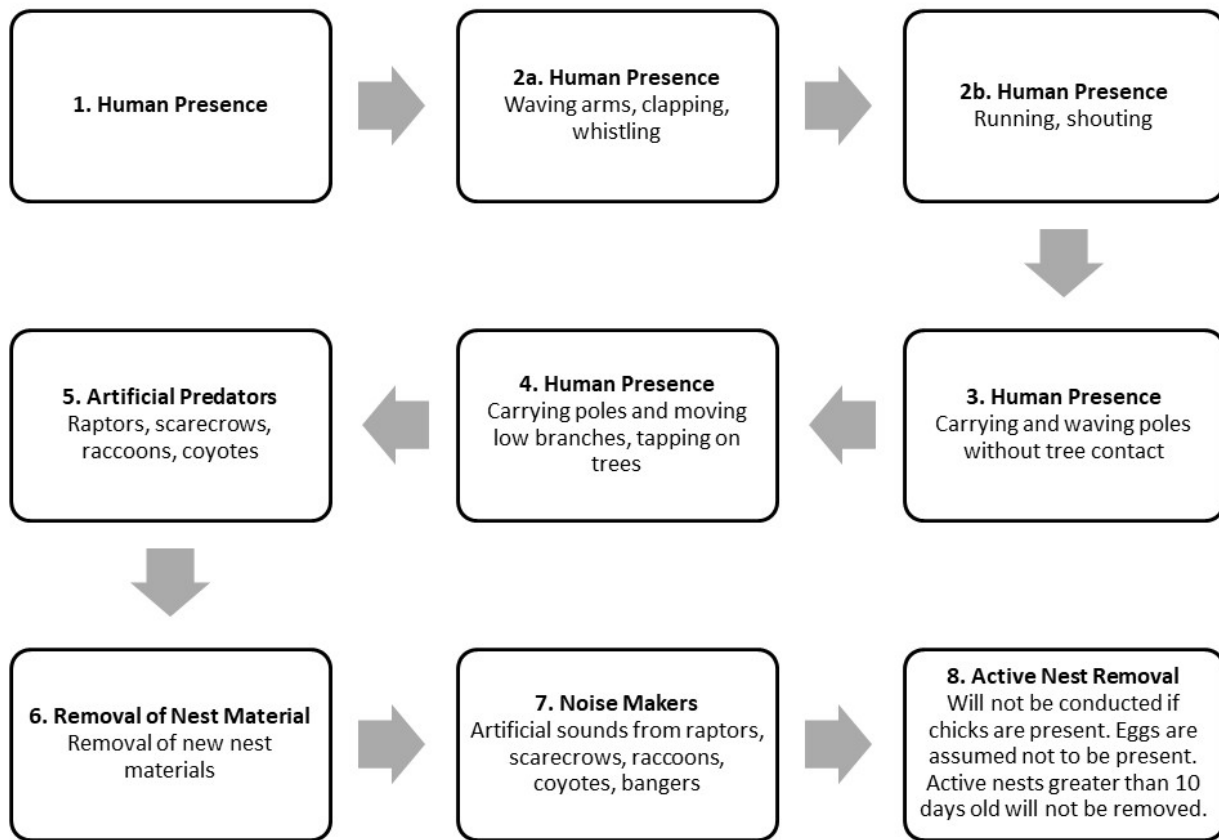 1. Human Presence
2a. Human Presence
Waving arms, clapping,
whistling
2b. Human Presence
Running, shouting
3. Human Presence
Carrying and waving poles
without tree contact
4. Human Presence
Carrying poles and moving
low branches, tapping on
trees
5. Artificial Predators
Raptors, scarecrows,
raccoons, coyotes
6. Removal of Nest Material
Removal of new nest
materials
7. Noise Makers
Artificial sounds from raptors,
scarecrows, raccoons,
coyotes, bangers
8. Active Nest Removal
Will not be conducted if
chicks are present. Eggs are
assumed not to be present.
Active nests greater than 10
days old will not be removed.